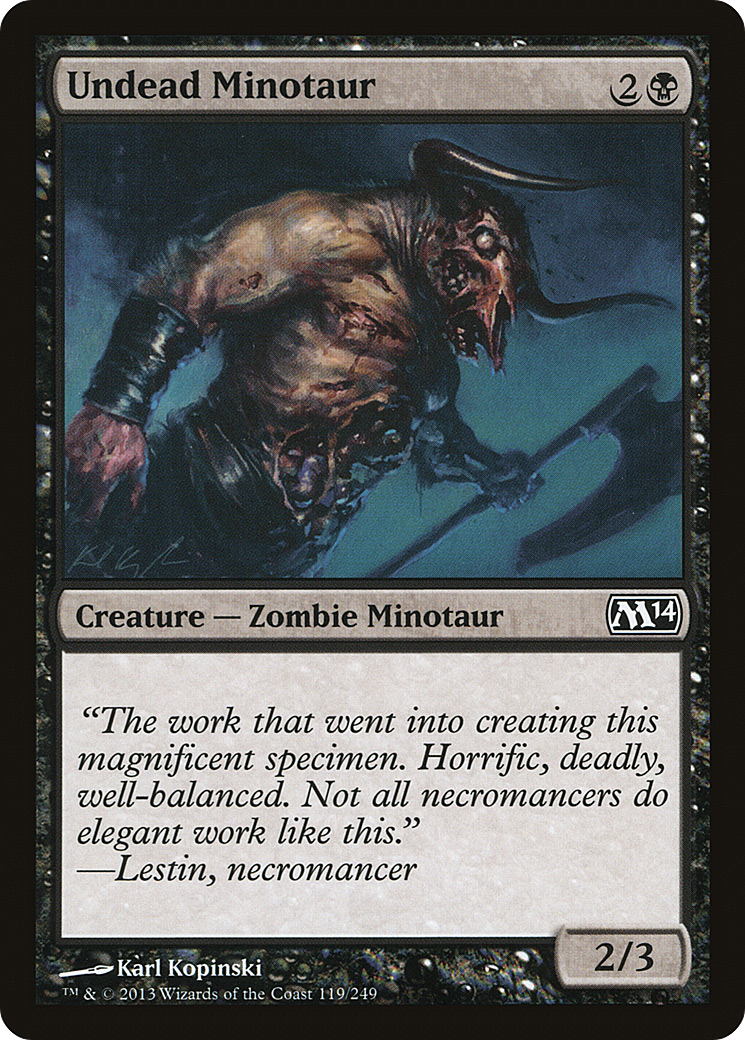 Undead Minotaur 2
Creature — Zombie Minotaur M14
“The work that went into creating this
magnificent specimen. Horrific, deadly,
well-balanced. Not all necromancers do
elegant work like this.”
—Lestin, necromancer
2/3
Karl Kopinski
™ & © 2013 Wizards of the Coast 119/249